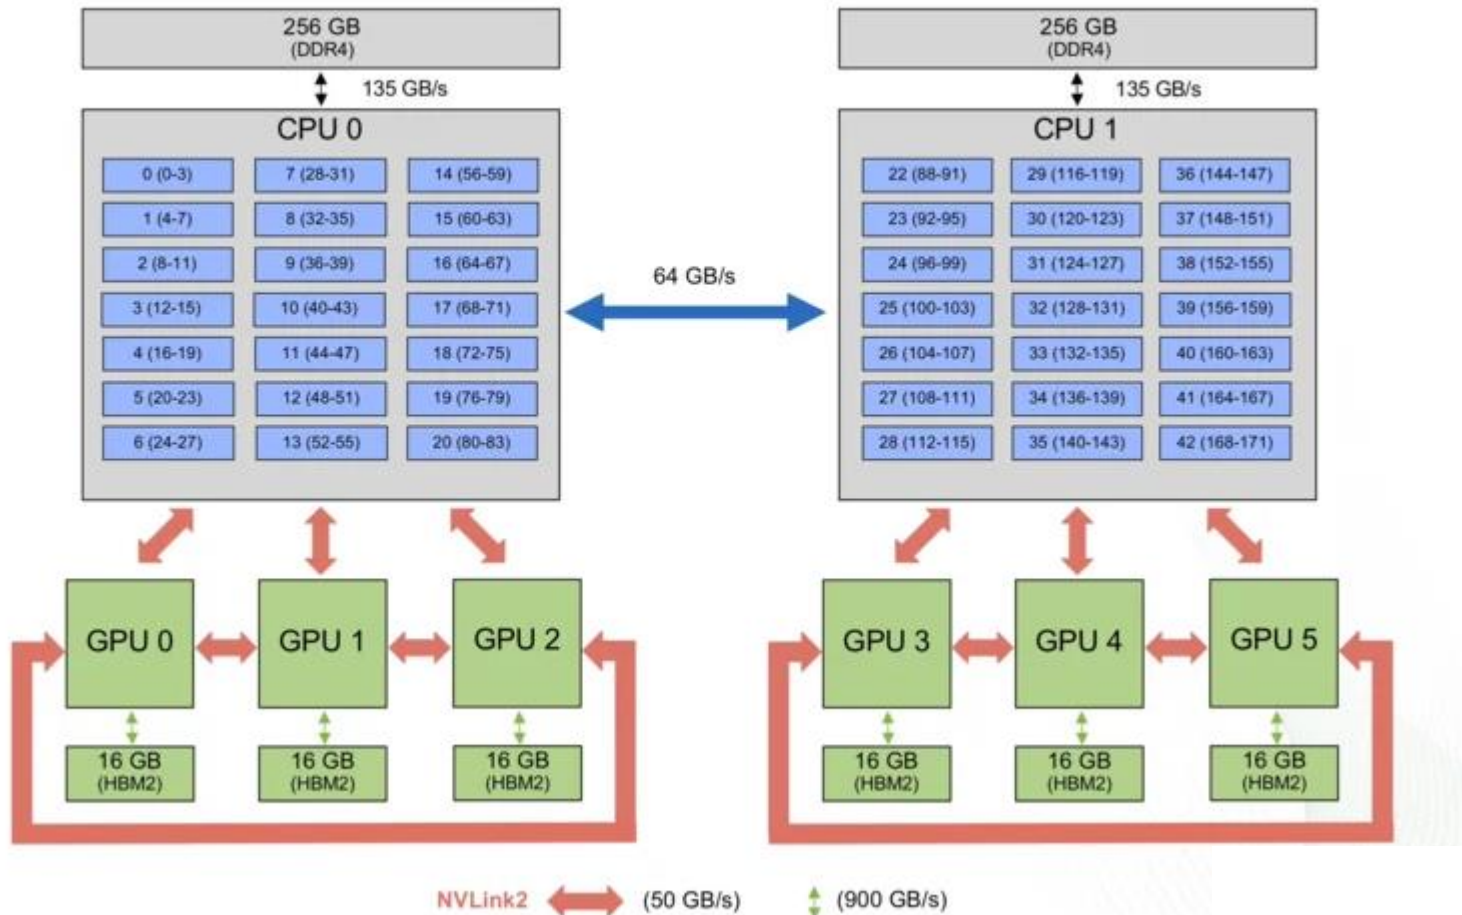 256 GB
(DDR4)
135 GB/s
CPU 0
0 (0-3)
7 (28-31)
14 (56-59)
1 (4-7)
8 (32-35)
15 (60-63)
2 (8-11)
9 (36-39)
16 (64-67)
3 (12-15)
10 (40-43)
17 (68-71)
4 (16-19)
11 (44-47)
18 (72-75)
5 (20-23)
12 (48-51)
19 (76-79)
6 (24-27)
13 (52-55)
20 (80-83)
64 GB/s
256 GB
(DDR4)
135 GB/s
CPU 1
22 (88-91)
29 (116-119)
36 (144-147)
23 (92-95)
30 (120-123)
37 (148-151)
24 (96-99)
31 (124-127)
38 (152-155)
25 (100-103)
32 (128-131)
39 (156-159)
26 (104-107)
33 (132-135)
40 (160-163)
27 (108-111)
34 (136-139)
41 (164-167)
28 (112-115)
35 (140-143)
42 (168-171)
GPU 0
GPU 1
GPU 2
16 GB
(HBM2)
16 GB
(HBM2)
16 GB
(HBM2)
GPU 3
GPU 4
GPU 5
16 GB
(HBM2)
16 GB
(HBM2)
16 GB
(HBM2)
NVLink2
(50 GB/s)
(900 GB/s)